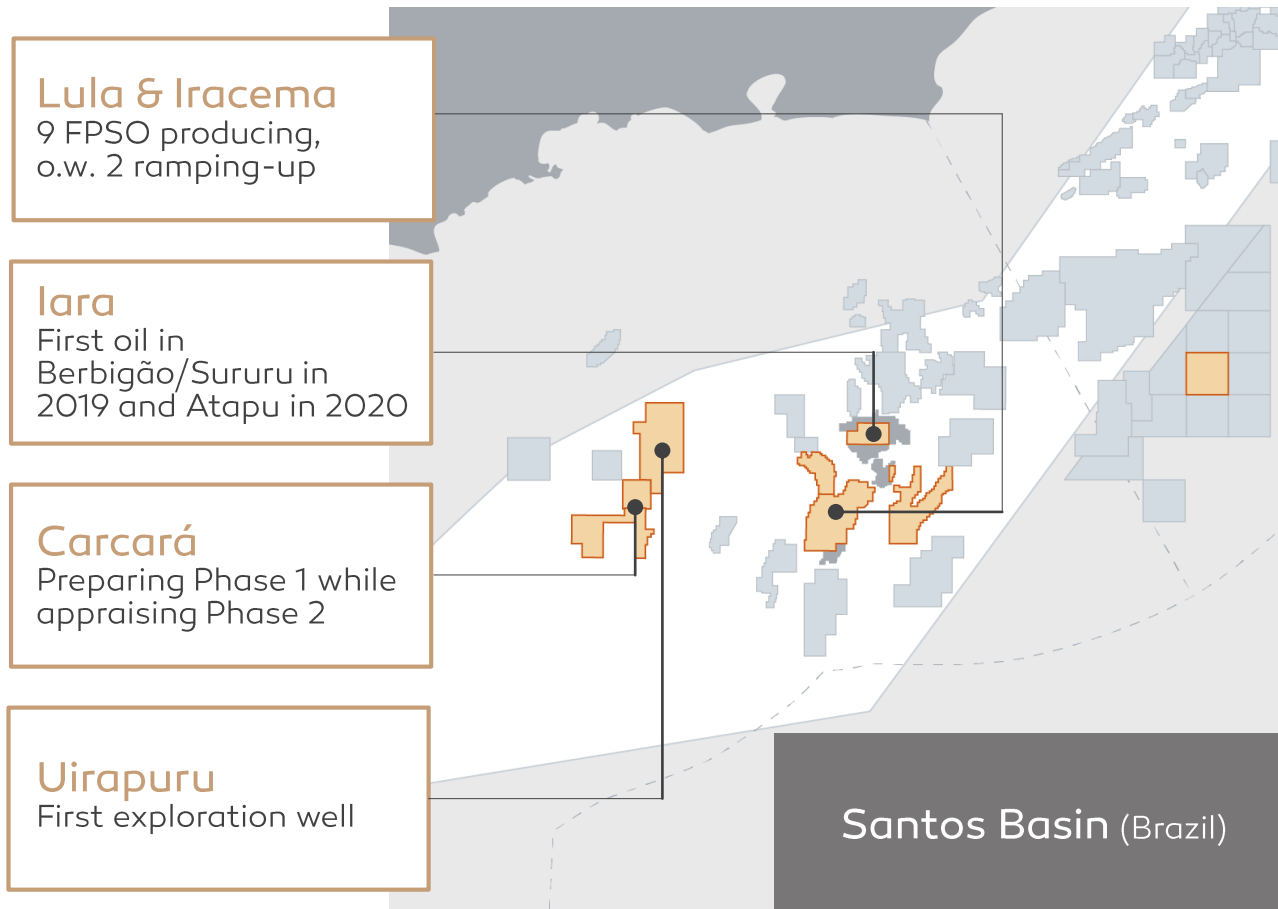 Lula & Iracema
9 FPSO producing,
o.w. 2 ramping-up
Iara
First oil in
Berbigão/Sururu in
2019 and Atapu in 2020
Carcará
Preparing Phase 1 while
appraising Phase 2
Uirapuru
First exploration well
Santos Basin (Brazil)